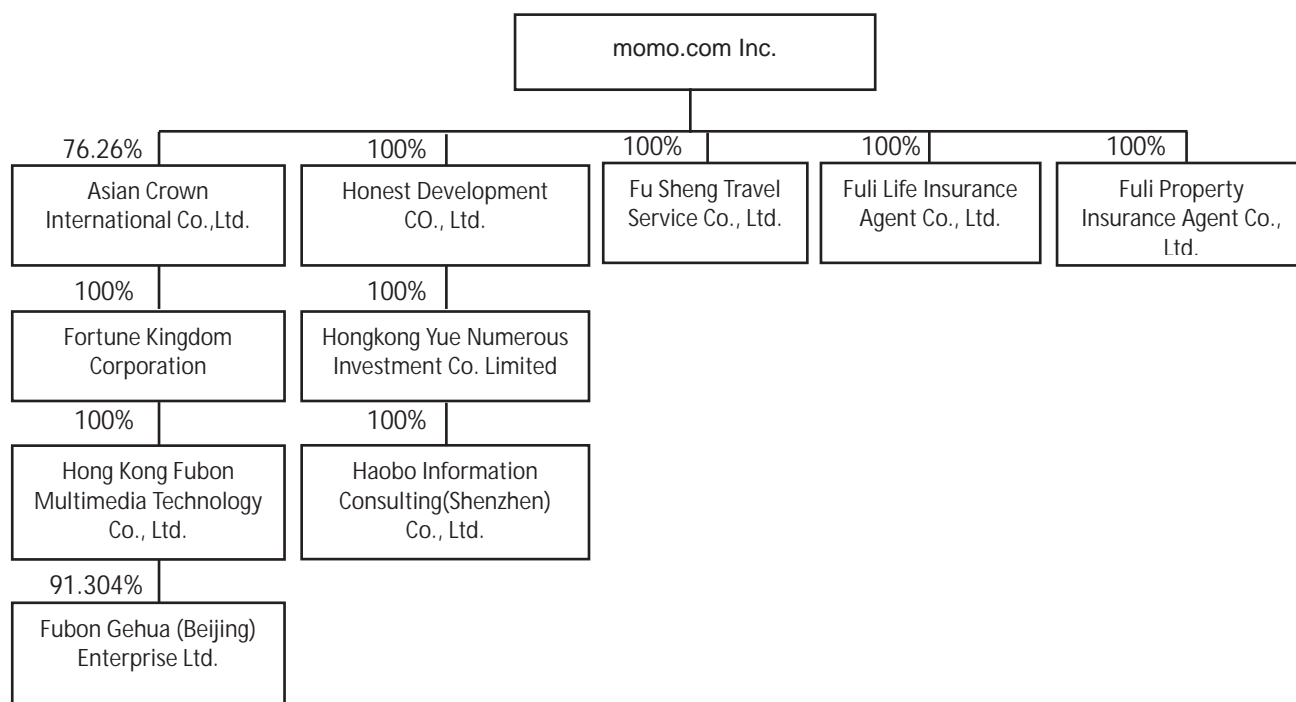 momo.com Inc.
76.26%
100%
100%
100%
100%
Asian Crown
International Co.,Ltd.
Honest Development
CO., Ltd.
Fu Sheng Travel
Service Co., Ltd.
Fuli Life Insurance
Agent Co., Ltd.
Fuli Property
Insurance Agent Co.,
Ltd.
100%
100%
Fortune Kingdom
Corporation
Hongkong Yue Numerous
Investment Co. Limited
100%
100%
Hong Kong Fubon
Multimedia Technology
Co., Ltd.
Haobo Information
Consulting(Shenzhen)
Co., Ltd.
91.304%
Fubon Gehua (Beijing)
Enterprise Ltd.